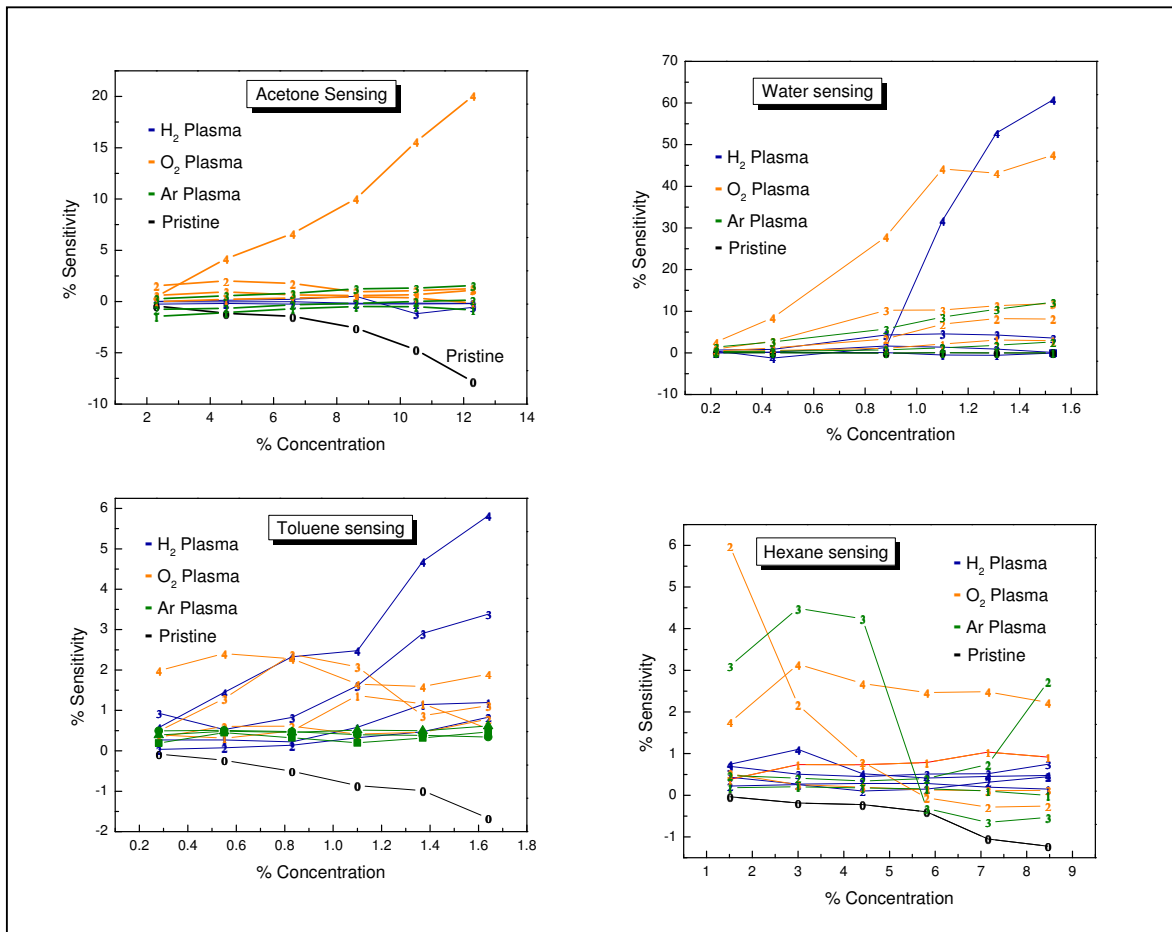 Acetone Sensing
% Sensitivity
20
15
10
5
0
-5
-10
H2 Plasma
O2 Plasma
Ar Plasma
Pristine
Pristine
2 4 6 8 10 12 14
% Concentration
Water sensing
% Sensitivity
70
60
50
40
30
20
10
0
-10
H2 Plasma
O2 Plasma
Ar Plasma
Pristine
0.2 0.4 0.6 0.8 1.0 1.2 1.4 1.6
% Concentration
Toluene sensing
% Sensitivity
6
5
4
3
2
1
0
-1
-2
H2 Plasma
O2 Plasma
Ar Plasma
Pristine
0.2 0.4 0.6 0.8 1.0 1.2 1.4 1.6 1.8
% Concentration
Hexane sensing
% Sensitivity
6
5
4
3
2
1
0
-1
H2 Plasma
O2 Plasma
Ar Plasma
Pristine
1 2 3 4 5 6 7 8 9
% Concentration